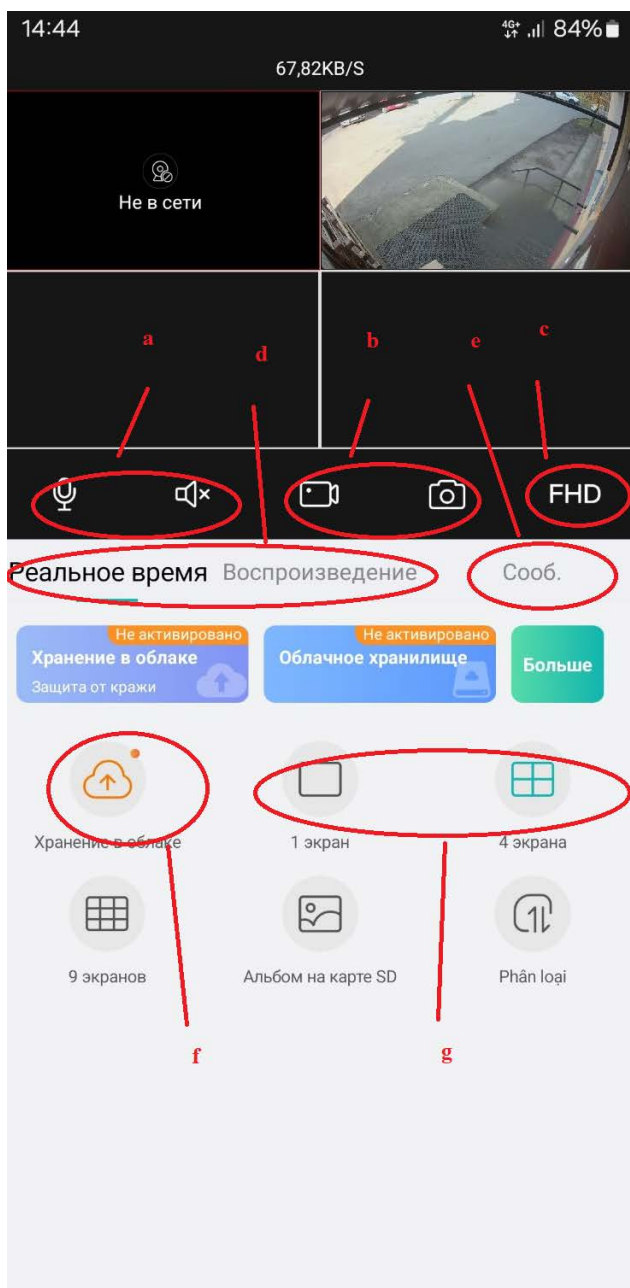 14:44
4G+ 84%
67,82KB/S
Не в сети
a
d
b
e
c
FHD
Реальное время Воспроизведение Сооб.
Не активировано
Хранение в облаке
Защита от кражи
Не активировано
Облачное хранилище
Больше
Хранение в облаке
1 экран
4 экрана
9 экранов
Альбом на карте SD
Phân loại
f
g